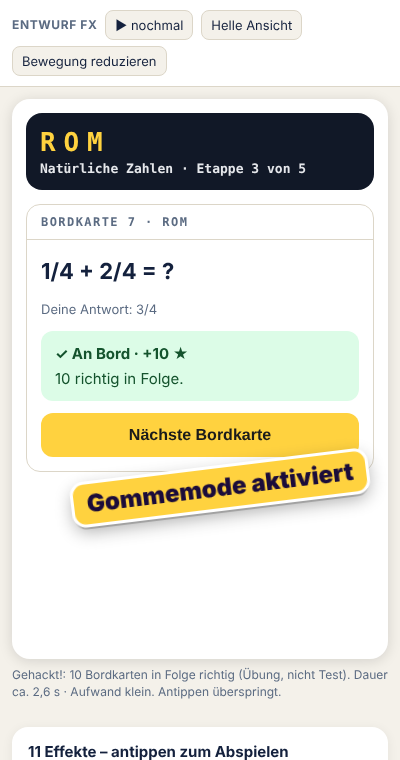 ENTWURF FX ▶ nochmal Helle Ansicht
Bewegung reduzieren
ROM
Natürliche Zahlen · Etappe 3 von 5
BORDKARTE 7 · ROM
1/4 + 2/4 = ?
Deine Antwort: 3/4
✓ An Bord · +10 ★
10 richtig in Folge.
Nächste Bordkarte
Gommemode aktiviert
Gehackt!: 10 Bordkarten in Folge richtig (Übung, nicht Test). Dauer
ca. 2,6 s · Aufwand klein. Antippen überspringt.
11 Effekte – antippen zum Abspielen